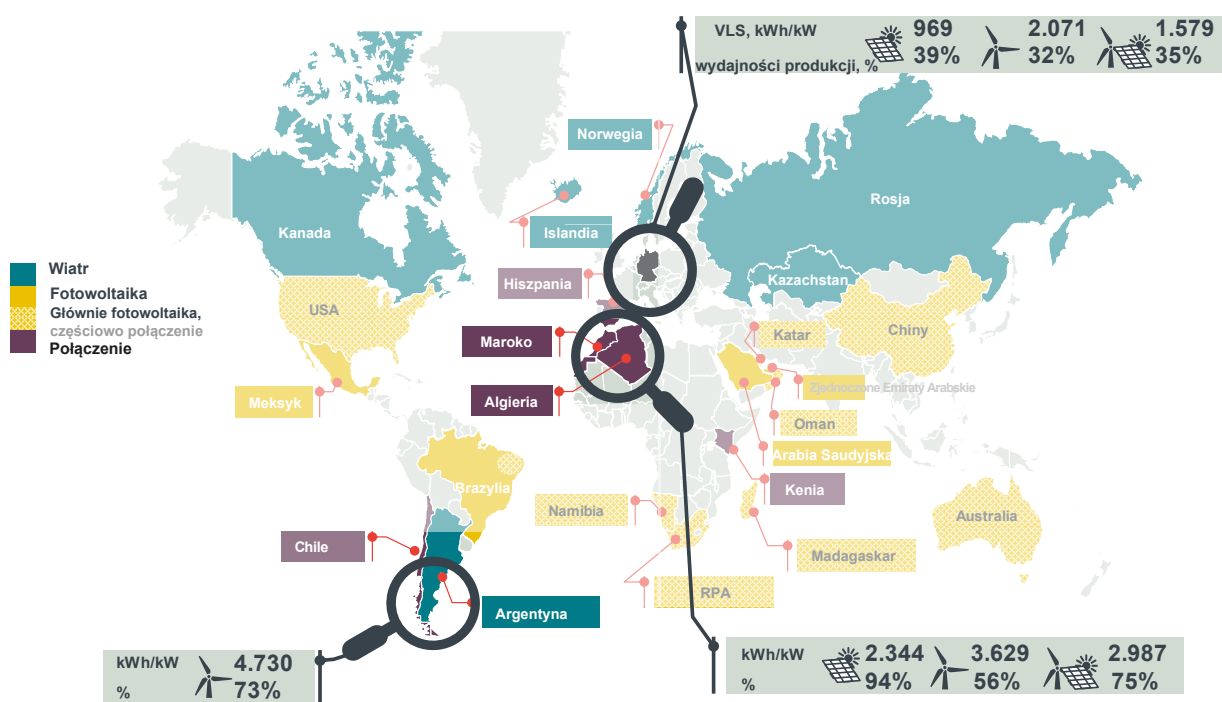 VLS, kWh/kW 969 2.071 1.579
wydajności produkcji, % 39% 32% 35%
Norwegia
Rosja
Islandia
Kanada
Hiszpania
Kazachstan
Wiatr
Fotowoltaika
Głównie fotowoltaika,
częściowo połączenie
Połączenie
USA
Chiny
Katar
Maroko
Zjednoczone Emiraty Arabskie
Meksyk
Algieria
Oman
Arabia Saudyjska
Brazylia
Kenia
Namibia
Australia
Chile
Madagaskar
RPA
Argentyna
kWh/kW 4.730
% 73%
kWh/kW 2.344 3.629 2.987
% 94% 56% 75%